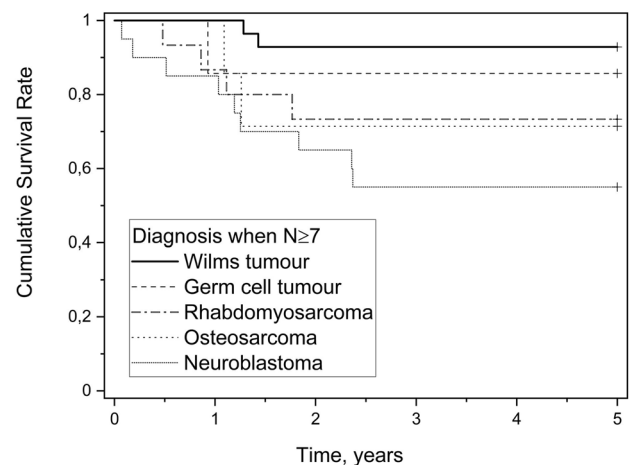 Cumulative Survival Rate
1
0,8
0,6
0,4
0,2
0
Diagnosis when N≥7
Wilms tumour
Germ cell tumour
Rhabdomyosarcoma
Osteosarcoma
Neuroblastoma
0 1 2 3 4 5
Time, years